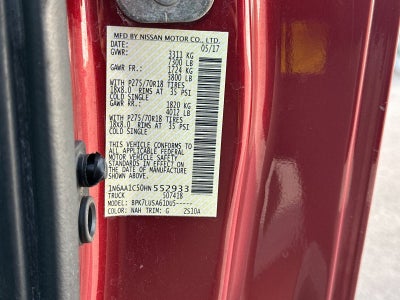 MFD BY NISSAN MOTOR CO., LTD.
DATE: 05/17
GVWR: 3311 KG
7300 LB
GAWR FR.: 1724 KG
3800 LB
WITH P275/70R18 TIRES
18X8.0 RIMS AT 35 PSI
COLD SINGLE
GAWR RR.: 1820 KG
4012 LB
WITH P275/70R18 TIRES
18X8.0 RIMS AT 35 PSI
COLD SINGLE
THIS VEHICLE CONFORMS TO
ALL APPLICABLE FEDERAL
MOTOR VEHICLE SAFETY
STANDARDS IN EFFECT ON
THE DATE OF MANUFACTURE
SHOWN ABOVE.
1N6AA1C50HN552933
TRUCK 507418
MODEL: BPK7LUSA61DU5-----
COLOR: NAH TRIM: G ZS10A